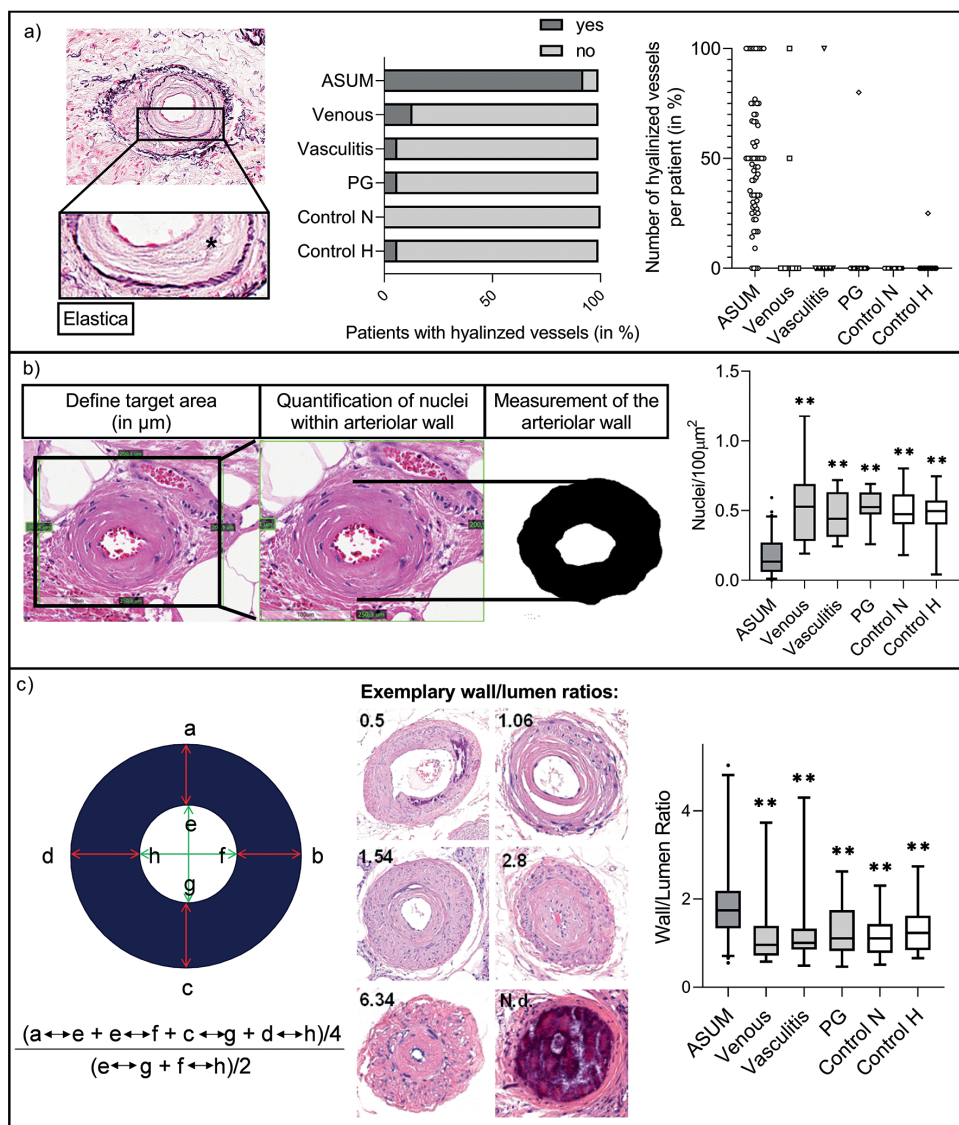 a)
*
Elastica
yes
no
ASUM
Venous
Vasculitis
PG
Control N
Control H
0
50
100
Patients with hyalinzed vessels (in %)
Number of hyalinized vessels
per patient (in %)
100
50
0
ASUM
Venous
Vasculitis
PG
Control N
Control H
b)
Define target area
(in µm)
Quantification of nuclei
within arteriolar wall
Measurement of the
arteriolar wall
100µm
100µm
Nuclei/100µm²
1.5
1.0
0.5
0.0
**
**
**
**
**
ASUM
Venous
Vasculitis
PG
Control N
Control H
c)
a
e
d
h
f
b
g
c
(a↔e + e↔f + c↔g + d↔h)/4
(e↔g + f↔h)/2
Exemplary wall/lumen ratios:
0.5
1.06
1.54
2.8
6.34
N.d.
Wall/Lumen Ratio
4
2
0
**
**
**
**
**
ASUM
Venous
Vasculitis
PG
Control N
Control H